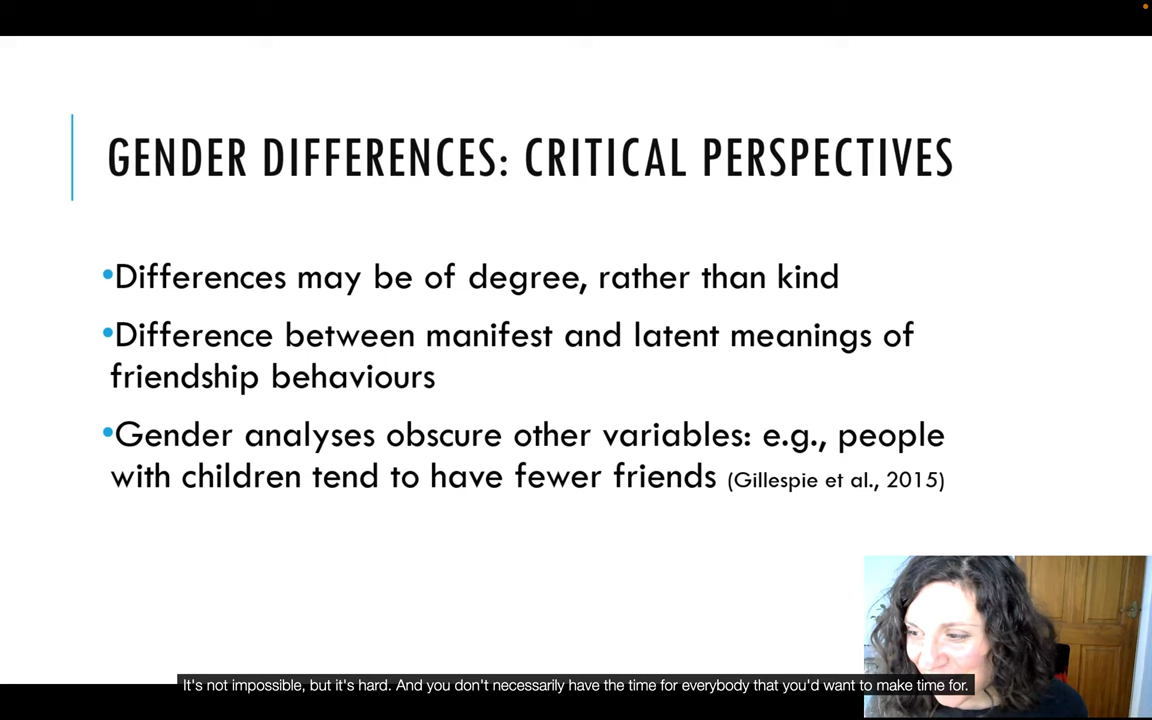 GENDER DIFFERENCES: CRITICAL PERSPECTIVES
•Differences may be of degree, rather than kind
•Difference between manifest and latent meanings of
friendship behaviours
•Gender analyses obscure other variables: e.g., people
with children tend to have fewer friends (Gillespie et al., 2015)
It's not impossible, but it's hard. And you don't necessarily have the time for everybody that you'd want to make time for.